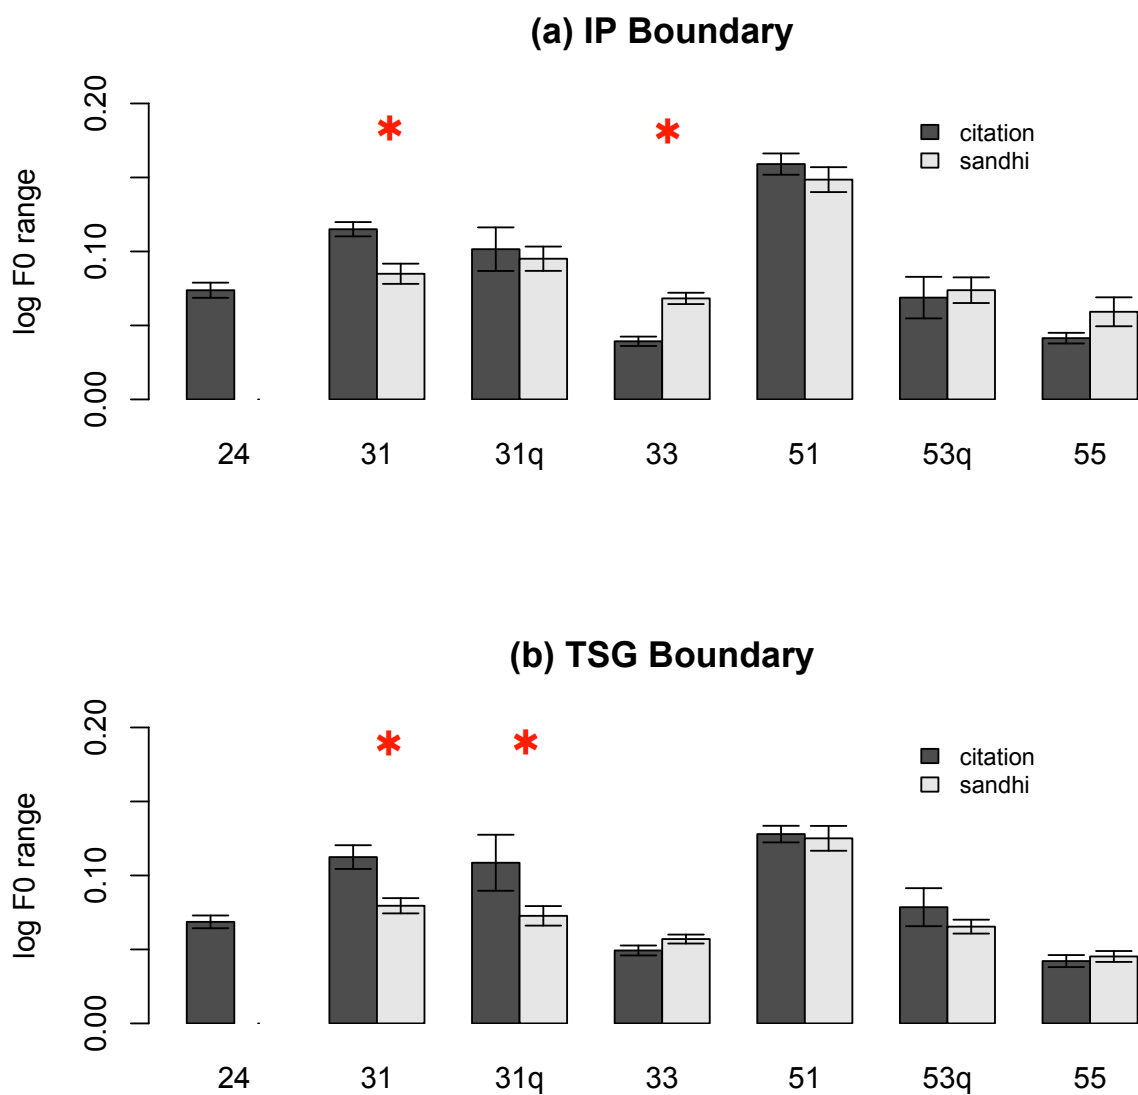 (a) IP Boundary
log F0 range
0.00
0.10
0.20
citation
sandhi
*
*
24 31 31q 33 51 53q 55
(b) TSG Boundary
log F0 range
0.00
0.10
0.20
citation
sandhi
*
*
24 31 31q 33 51 53q 55